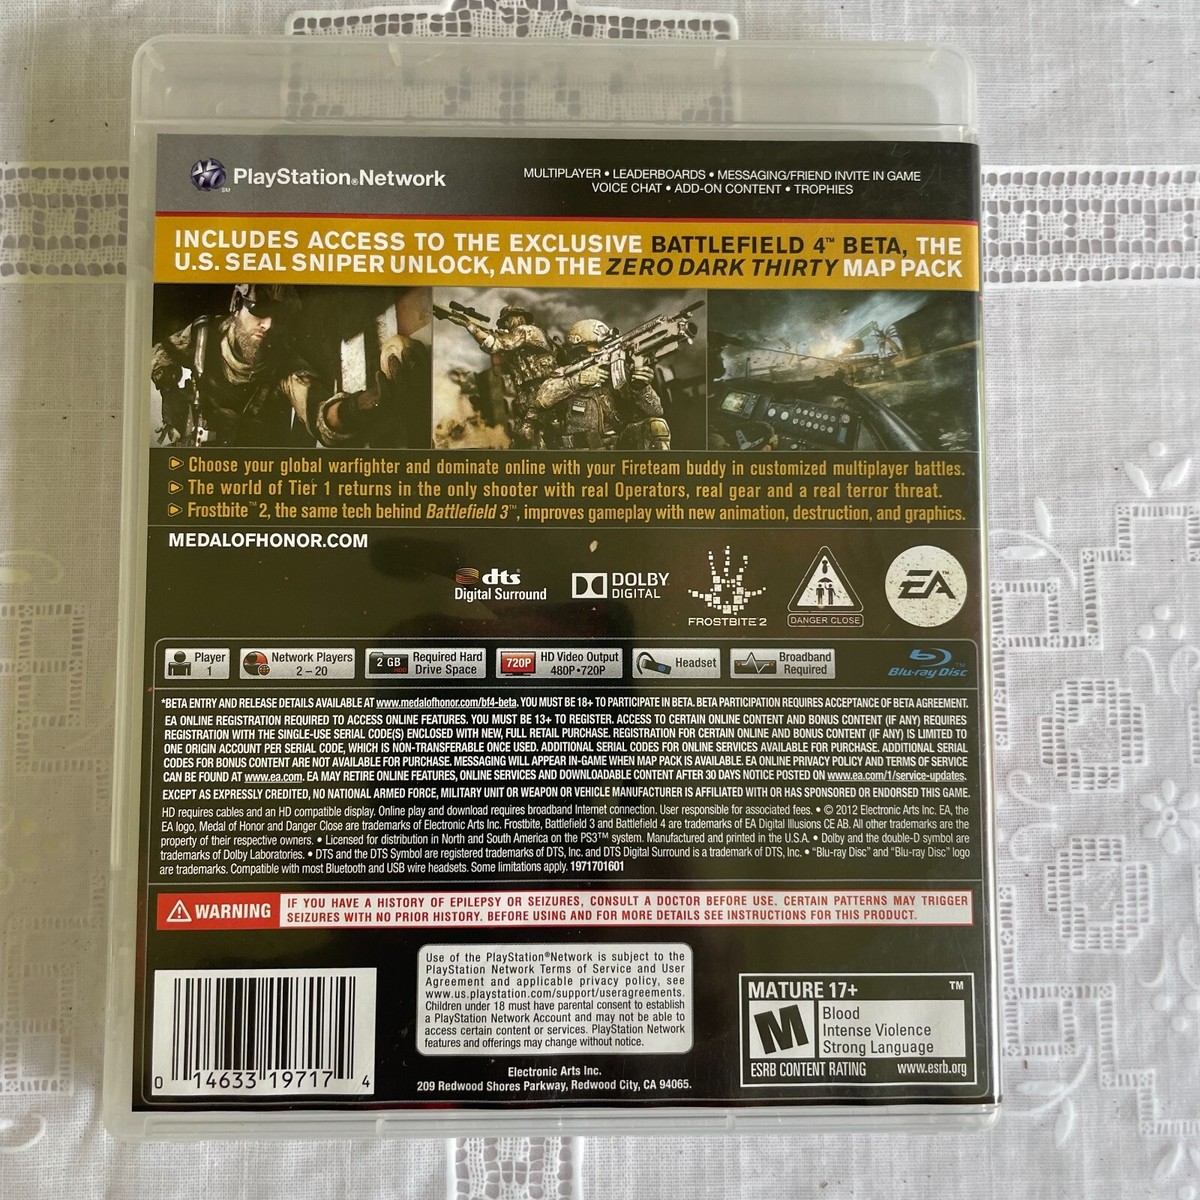 PlayStation®Network
SM
MULTIPLAYER • LEADERBOARDS • MESSAGING/FRIEND INVITE IN GAME
VOICE CHAT • ADD-ON CONTENT • TROPHIES
INCLUDES ACCESS TO THE EXCLUSIVE BATTLEFIELD 4™ BETA, THE
U.S. SEAL SNIPER UNLOCK, AND THE ZERO DARK THIRTY MAP PACK
Choose your global warfighter and dominate online with your Fireteam buddy in customized multiplayer battles.
The world of Tier 1 returns in the only shooter with real Operators, real gear and a real terror threat.
Frostbite™ 2, the same tech behind Battlefield 3™, improves gameplay with new animation, destruction, and graphics.
MEDALOFHONOR.COM
dts
Digital Surround
DOLBY
DIGITAL
FROSTBITE 2
DANGER CLOSE
EA™
Player
1
Network Players
2 – 20
2 GB
HDD
Required Hard
Drive Space
720P
HD Video Output
480P•720P
Headset
Broadband
Required
Blu-ray Disc™
*BETA ENTRY AND RELEASE DETAILS AVAILABLE AT www.medalofhonor.com/bf4-beta. YOU MUST BE 18+ TO PARTICIPATE IN BETA. BETA PARTICIPATION REQUIRES ACCEPTANCE OF BETA AGREEMENT.
EA ONLINE REGISTRATION REQUIRED TO ACCESS ONLINE FEATURES. YOU MUST BE 13+ TO REGISTER. ACCESS TO CERTAIN ONLINE CONTENT AND BONUS CONTENT (IF ANY) REQUIRES
REGISTRATION WITH THE SINGLE-USE SERIAL CODE(S) ENCLOSED WITH NEW, FULL RETAIL PURCHASE. REGISTRATION FOR CERTAIN ONLINE AND BONUS CONTENT (IF ANY) IS LIMITED TO
ONE ORIGIN ACCOUNT PER SERIAL CODE, WHICH IS NON-TRANSFERABLE ONCE USED. ADDITIONAL SERIAL CODES FOR ONLINE SERVICES AVAILABLE FOR PURCHASE. ADDITIONAL SERIAL
CODES FOR BONUS CONTENT ARE NOT AVAILABLE FOR PURCHASE. MESSAGING WILL APPEAR IN-GAME WHEN MAP PACK IS AVAILABLE. EA ONLINE PRIVACY POLICY AND TERMS OF SERVICE
CAN BE FOUND AT www.ea.com. EA MAY RETIRE ONLINE FEATURES, ONLINE SERVICES AND DOWNLOADABLE CONTENT AFTER 30 DAYS NOTICE POSTED ON www.ea.com/1/service-updates.
EXCEPT AS EXPRESSLY CREDITED, NO NATIONAL ARMED FORCE, MILITARY UNIT OR WEAPON OR VEHICLE MANUFACTURER IS AFFILIATED WITH OR HAS SPONSORED OR ENDORSED THIS GAME.
HD requires cables and an HD compatible display. Online play and download requires broadband Internet connection. User responsible for associated fees. • © 2012 Electronic Arts Inc. EA, the
EA logo, Medal of Honor and Danger Close are trademarks of Electronic Arts Inc. Frostbite, Battlefield 3 and Battlefield 4 are trademarks of EA Digital Illusions CE AB. All other trademarks are the
property of their respective owners. • Licensed for distribution in North and South America on the PS3™ system. Manufactured and printed in the U.S.A. • Dolby and the double-D symbol are
trademarks of Dolby Laboratories. • DTS and the DTS Symbol are registered trademarks of DTS, Inc. and DTS Digital Surround is a trademark of DTS, Inc. • "Blu-ray Disc" and "Blu-ray Disc" logo
are trademarks. Compatible with most Bluetooth and USB wire headsets. Some limitations apply. 1971701601
WARNING
IF YOU HAVE A HISTORY OF EPILEPSY OR SEIZURES, CONSULT A DOCTOR BEFORE USE. CERTAIN PATTERNS MAY TRIGGER
SEIZURES WITH NO PRIOR HISTORY. BEFORE USING AND FOR MORE DETAILS SEE INSTRUCTIONS FOR THIS PRODUCT.
Use of the PlayStation®Network is subject to the
PlayStation Network Terms of Service and User
Agreement and applicable privacy policy, see
www.us.playstation.com/support/useragreements.
Children under 18 must have parental consent to establish
a PlayStation Network Account and may not be able to
access certain content or services. PlayStation Network
features and offerings may change without notice.
Electronic Arts Inc.
209 Redwood Shores Parkway, Redwood City, CA 94065.
0 14633 19717 4
MATURE 17+ ™
M
Blood
Intense Violence
Strong Language
ESRB CONTENT RATING www.esrb.org